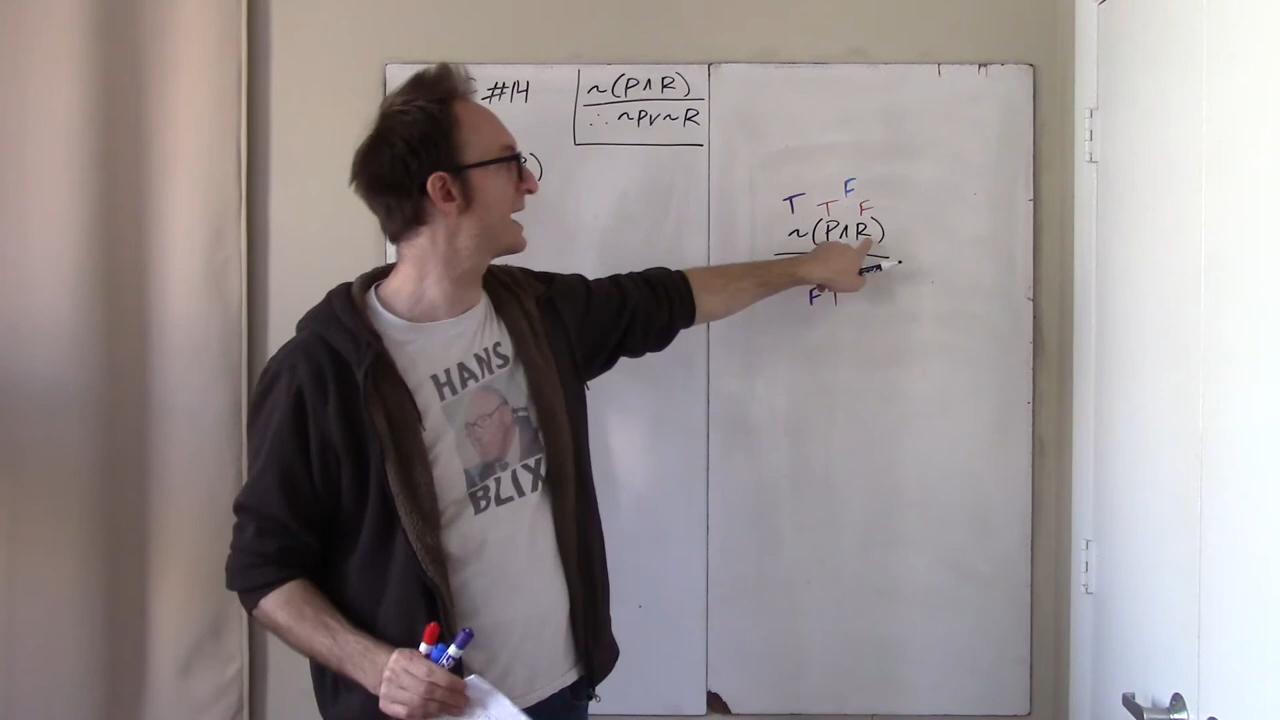 #14
~(P∧R)
∴ ~P∨~R
)
T T F F
~(P∧R)
F T
HANS
BLIX